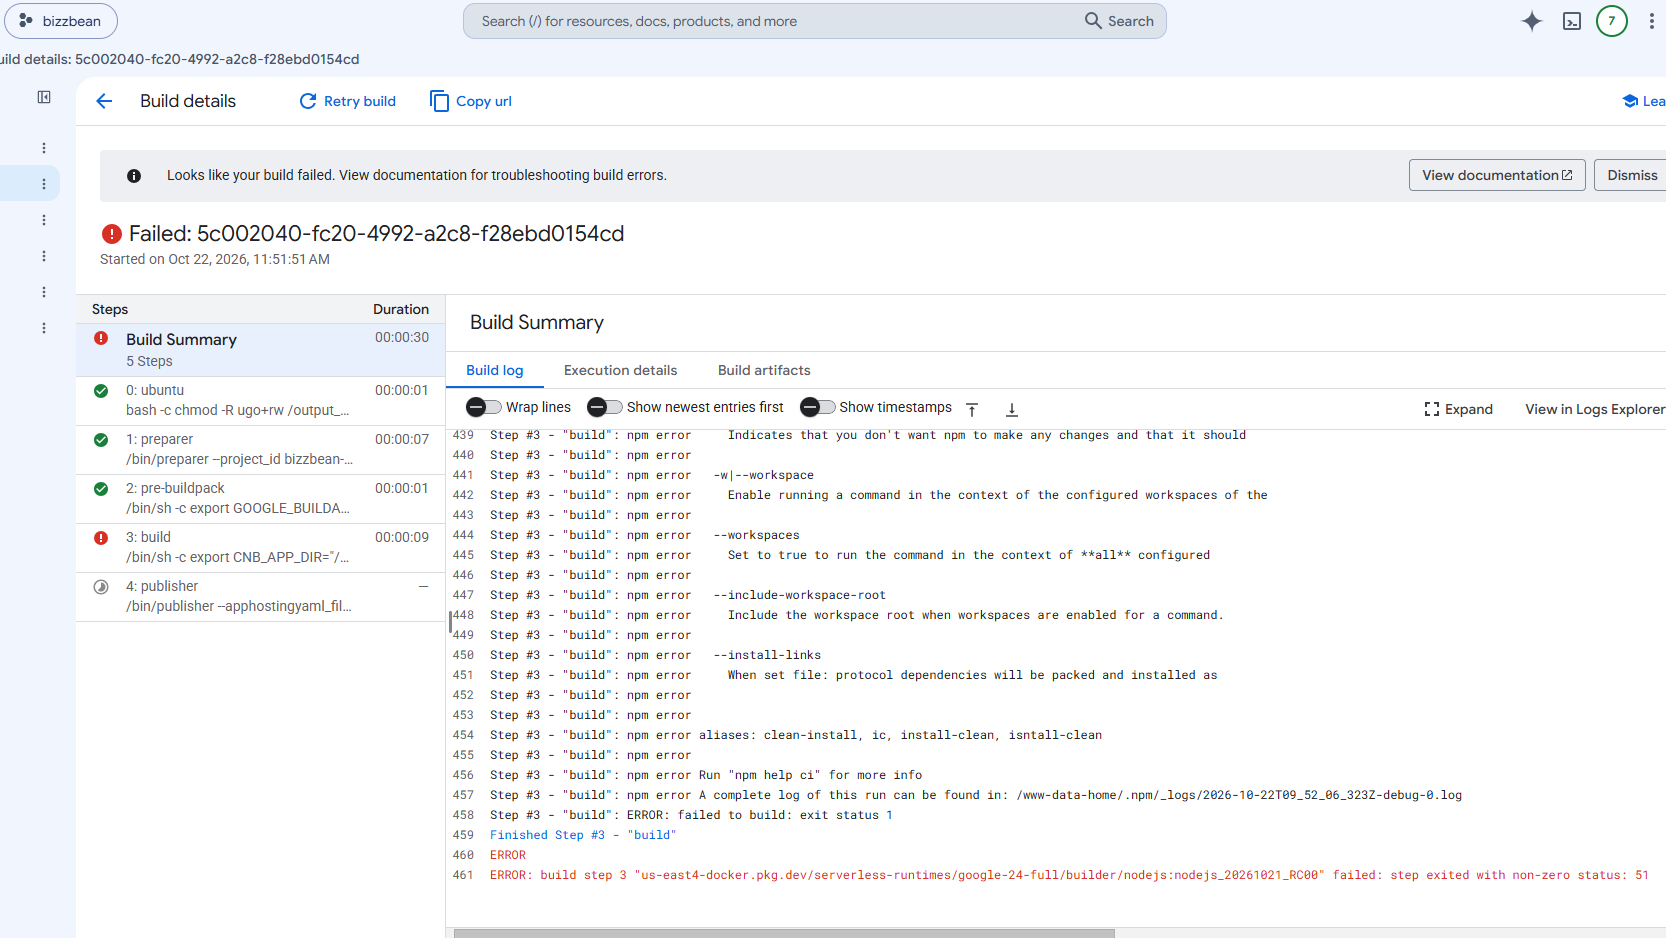 bizzbean
Search (/) for resources, docs, products, and more
Search
7
uild details: 5c002040-fc20-4992-a2c8-f28ebd0154cd
Build details
Retry build
Copy url
Lea
Looks like your build failed. View documentation for troubleshooting build errors.
View documentation
Dismiss
Failed: 5c002040-fc20-4992-a2c8-f28ebd0154cd
Started on Oct 22, 2026, 11:51:51 AM
Steps Duration
Build Summary 00:00:30
5 Steps
0: ubuntu 00:00:01
bash -c chmod -R ugo+rw /output_...
1: preparer 00:00:07
/bin/preparer --project_id bizzbean-...
2: pre-buildpack 00:00:01
/bin/sh -c export GOOGLE_BUILDA...
3: build 00:00:09
/bin/sh -c export CNB_APP_DIR="/...
4: publisher —
/bin/publisher --apphostingyaml_fil...
Build Summary
Build log Execution details Build artifacts
Wrap lines Show newest entries first Show timestamps Expand View in Logs Explorer
439 Step #3 - "build": npm error     Indicates that you don't want npm to make any changes and that it should
440 Step #3 - "build": npm error
441 Step #3 - "build": npm error   -w|--workspace
442 Step #3 - "build": npm error     Enable running a command in the context of the configured workspaces of the
443 Step #3 - "build": npm error
444 Step #3 - "build": npm error   --workspaces
445 Step #3 - "build": npm error     Set to true to run the command in the context of **all** configured
446 Step #3 - "build": npm error
447 Step #3 - "build": npm error   --include-workspace-root
448 Step #3 - "build": npm error     Include the workspace root when workspaces are enabled for a command.
449 Step #3 - "build": npm error
450 Step #3 - "build": npm error   --install-links
451 Step #3 - "build": npm error     When set file: protocol dependencies will be packed and installed as
452 Step #3 - "build": npm error
453 Step #3 - "build": npm error
454 Step #3 - "build": npm error aliases: clean-install, ic, install-clean, isntall-clean
455 Step #3 - "build": npm error
456 Step #3 - "build": npm error Run "npm help ci" for more info
457 Step #3 - "build": npm error A complete log of this run can be found in: /www-data-home/.npm/_logs/2026-10-22T09_52_06_323Z-debug-0.log
458 Step #3 - "build": ERROR: failed to build: exit status 1
459 Finished Step #3 - "build"
460 ERROR
461 ERROR: build step 3 "us-east4-docker.pkg.dev/serverless-runtimes/google-24-full/builder/nodejs:nodejs_20261021_RC00" failed: step exited with non-zero status: 51